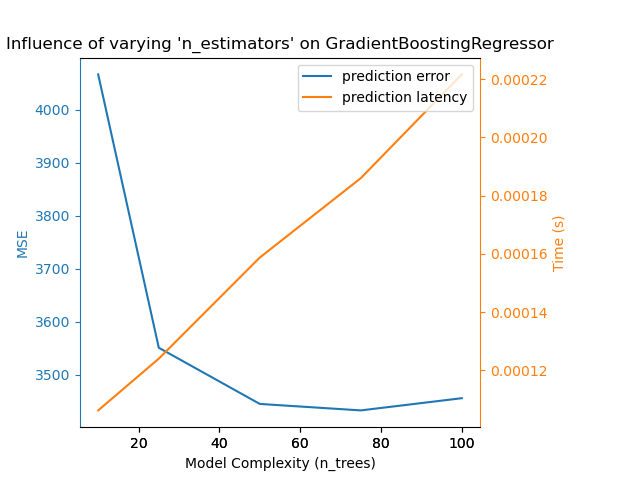 Influence of varying 'n_estimators' on GradientBoostingRegressor
prediction error
prediction latency
4000
3900
3800
3700
3600
3500
MSE
0.00022
0.00020
0.00018
0.00016
0.00014
0.00012
Time (s)
20 40 60 80 100
Model Complexity (n_trees)